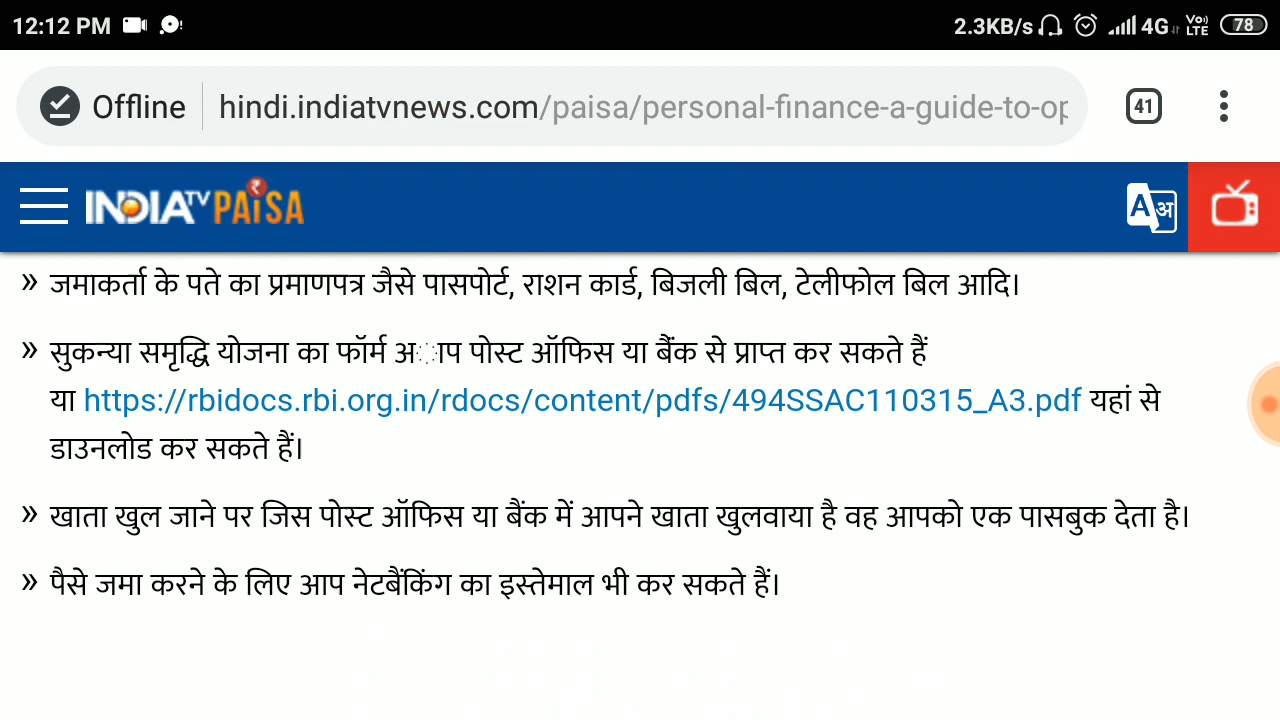 12:12 PM 2.3KB/s 4G Vo) LTE 78
Offline hindi.indiatvnews.com/paisa/personal-finance-a-guide-to-op 41
INDIA TV PAISA A अ
» जमाकर्ता के पते का प्रमाणपत्र जैसे पासपोर्ट, राशन कार्ड, बिजली बिल, टेलीफोल बिल आदि।
» सुकन्या समृद्धि योजना का फॉर्म अाप पोस्ट ऑफिस या बैंक से प्राप्त कर सकते हैं
या https://rbidocs.rbi.org.in/rdocs/content/pdfs/494SSAC110315_A3.pdf यहां से
डाउनलोड कर सकते हैं।
» खाता खुल जाने पर जिस पोस्ट ऑफिस या बैंक में आपने खाता खुलवाया है वह आपको एक पासबुक देता है।
» पैसे जमा करने के लिए आप नेटबैंकिंग का इस्तेमाल भी कर सकते हैं।